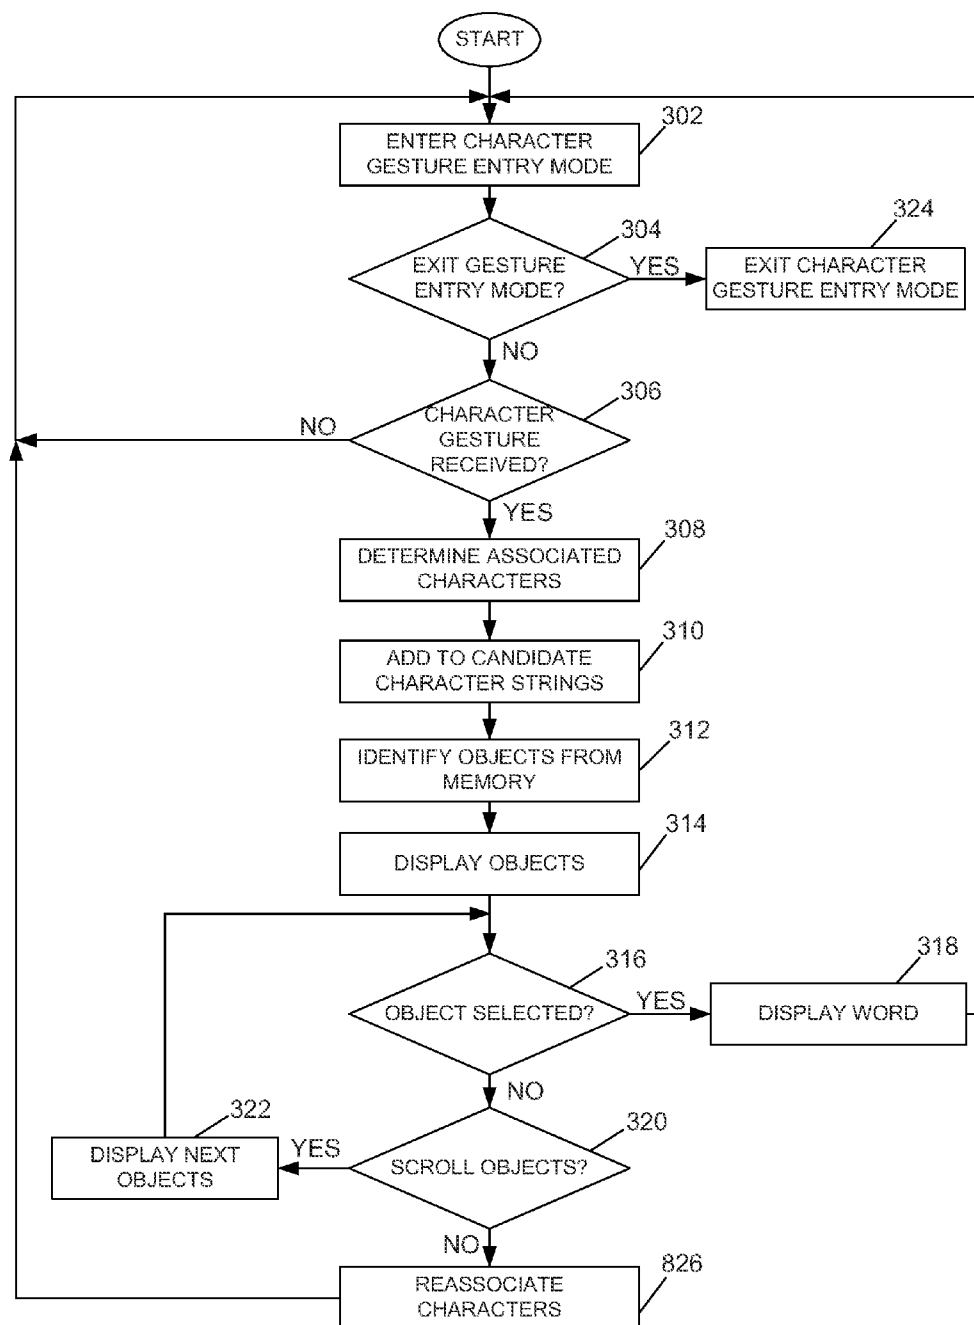 START
302
ENTER CHARACTER
GESTURE ENTRY MODE
304
324
EXIT GESTURE
ENTRY MODE?
YES
EXIT CHARACTER
GESTURE ENTRY MODE
NO
306
CHARACTER
GESTURE
RECEIVED?
NO
YES
308
DETERMINE ASSOCIATED
CHARACTERS
310
ADD TO CANDIDATE
CHARACTER STRINGS
312
IDENTIFY OBJECTS FROM
MEMORY
314
DISPLAY OBJECTS
316
318
OBJECT SELECTED?
YES
DISPLAY WORD
NO
322
320
DISPLAY NEXT
OBJECTS
YES
SCROLL OBJECTS?
NO
826
REASSOCIATE
CHARACTERS